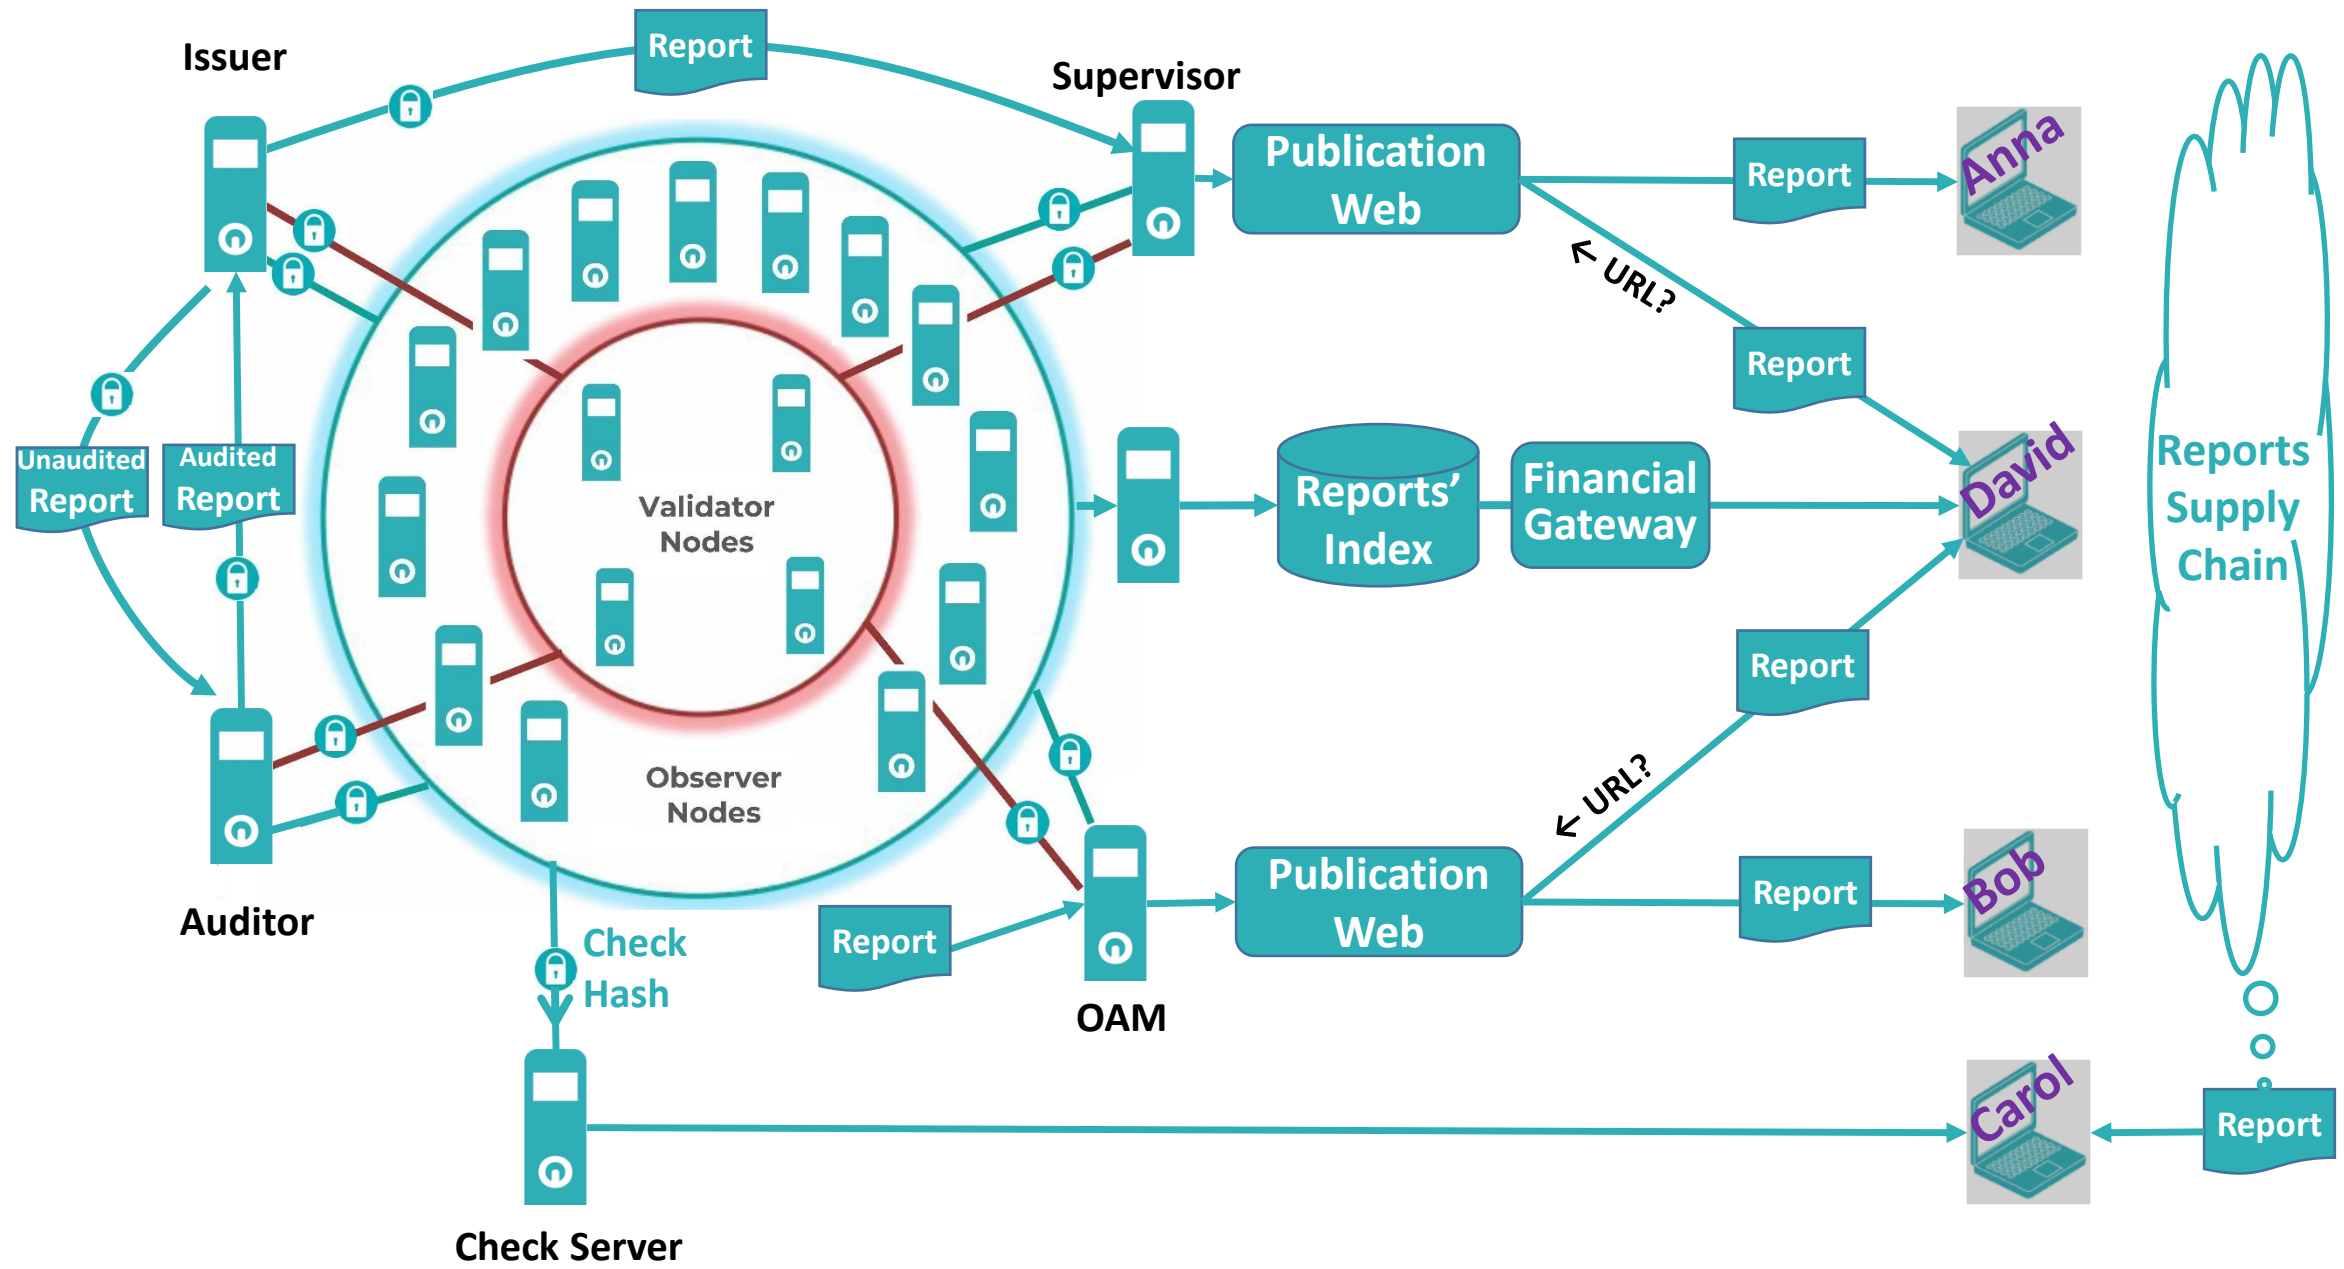 Issuer
Report
Supervisor
Publication
Web
Report
Anna
← URL?
Report
Unaudited
Report
Audited
Report
Validator
Nodes
Reports'
Index
Financial
Gateway
David
Reports
Supply
Chain
Report
← URL?
Observer
Nodes
Auditor
Check
Hash
Report
OAM
Publication
Web
Report
Bob
Carol
Report
Check Server